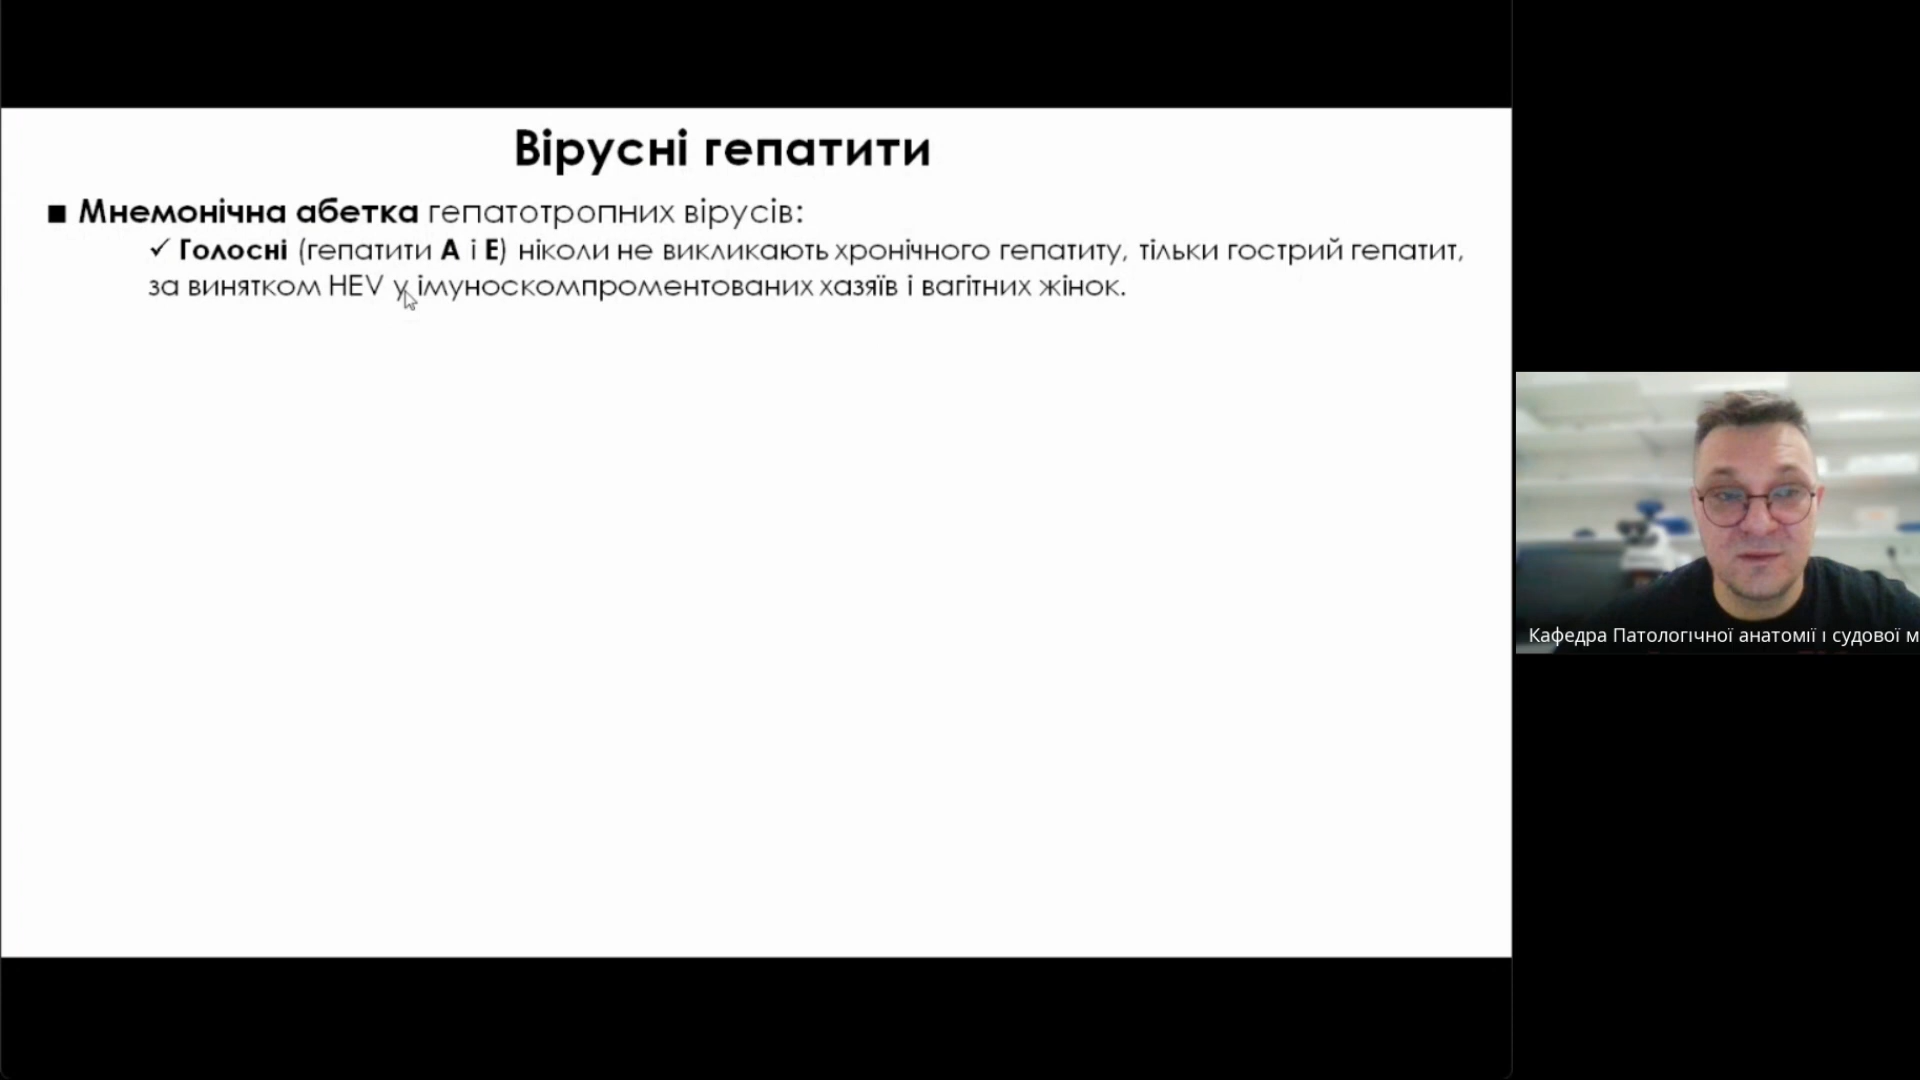 Вірусні гепатити
▪ Мнемонічна абетка гепатотропних вірусів:
✓ Голосні (гепатити А і Е) ніколи не викликають хронічного гепатиту, тільки гострий гепатит,
за винятком HEV у імуноскомпроментованих хазяїв і вагітних жінок.
Кафедра Патологічної анатомії і судової м